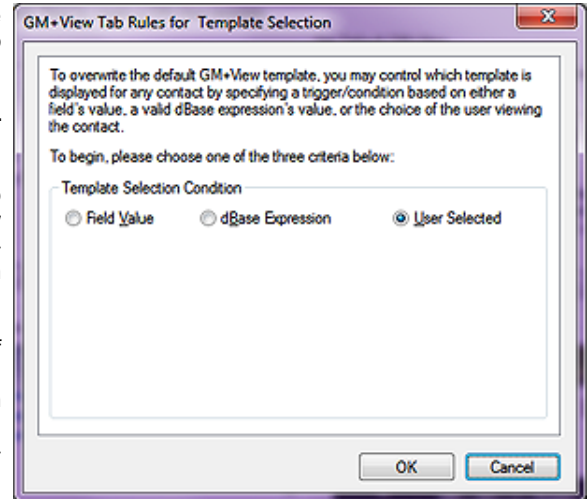 GM+View Tab Rules for Template Selection
To overwrite the default GM+View template, you may control which template is
displayed for any contact by specifying a trigger/condition based on either a
field's value, a valid dBase expression's value, or the choice of the user viewing
the contact.
To begin, please choose one of the three criteria below:
Template Selection Condition
Field Value dBase Expression User Selected
OK Cancel